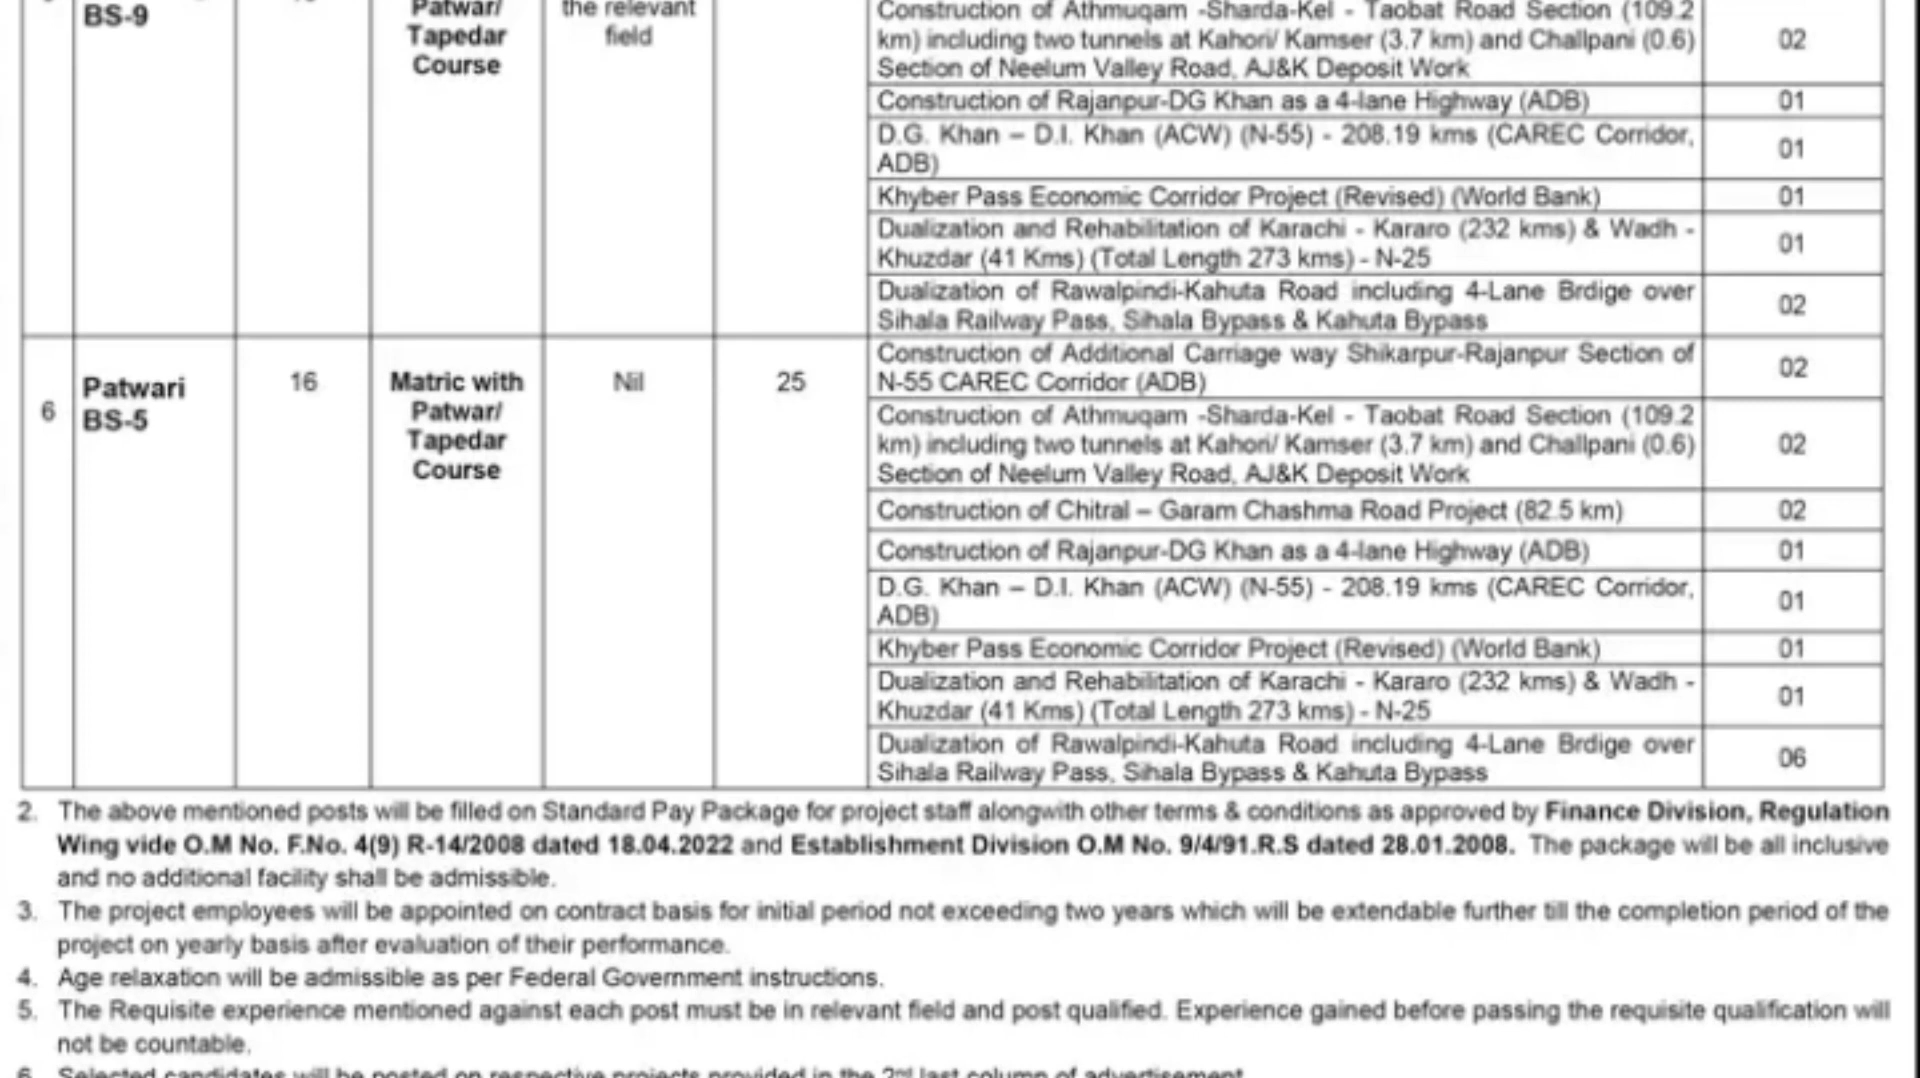 BS-9
Patwar/
Tapedar
Course
the relevant
field
Construction of Athmuqam -Sharda-Kel - Taobat Road Section (109.2
km) including two tunnels at Kahori/ Kamser (3.7 km) and Challpani (0.6)
Section of Neelum Valley Road, AJ&K Deposit Work
02
Construction of Rajanpur-DG Khan as a 4-lane Highway (ADB)
01
D.G. Khan – D.I. Khan (ACW) (N-55) - 208.19 kms (CAREC Corridor,
ADB)
01
Khyber Pass Economic Corridor Project (Revised) (World Bank)
01
Dualization and Rehabilitation of Karachi - Kararo (232 kms) & Wadh -
Khuzdar (41 Kms) (Total Length 273 kms) - N-25
01
Dualization of Rawalpindi-Kahuta Road including 4-Lane Brdige over
Sihala Railway Pass, Sihala Bypass & Kahuta Bypass
02
6
Patwari
BS-5
16
Matric with
Patwar/
Tapedar
Course
Nil
25
Construction of Additional Carriage way Shikarpur-Rajanpur Section of
N-55 CAREC Corridor (ADB)
02
Construction of Athmuqam -Sharda-Kel - Taobat Road Section (109.2
km) including two tunnels at Kahori/ Kamser (3.7 km) and Challpani (0.6)
Section of Neelum Valley Road, AJ&K Deposit Work
02
Construction of Chitral – Garam Chashma Road Project (82.5 km)
02
Construction of Rajanpur-DG Khan as a 4-lane Highway (ADB)
01
D.G. Khan – D.I. Khan (ACW) (N-55) - 208.19 kms (CAREC Corridor,
ADB)
01
Khyber Pass Economic Corridor Project (Revised) (World Bank)
01
Dualization and Rehabilitation of Karachi - Kararo (232 kms) & Wadh -
Khuzdar (41 Kms) (Total Length 273 kms) - N-25
01
Dualization of Rawalpindi-Kahuta Road including 4-Lane Brdige over
Sihala Railway Pass, Sihala Bypass & Kahuta Bypass
06
2. The above mentioned posts will be filled on Standard Pay Package for project staff alongwith other terms & conditions as approved by Finance Division, Regulation
Wing vide O.M No. F.No. 4(9) R-14/2008 dated 18.04.2022 and Establishment Division O.M No. 9/4/91.R.S dated 28.01.2008. The package will be all inclusive
and no additional facility shall be admissible.
3. The project employees will be appointed on contract basis for initial period not exceeding two years which will be extendable further till the completion period of the
project on yearly basis after evaluation of their performance.
4. Age relaxation will be admissible as per Federal Government instructions.
5. The Requisite experience mentioned against each post must be in relevant field and post qualified. Experience gained before passing the requisite qualification will
not be countable.
6. Selected candidates will be posted on respective projects provided in the 2nd last column of advertisement